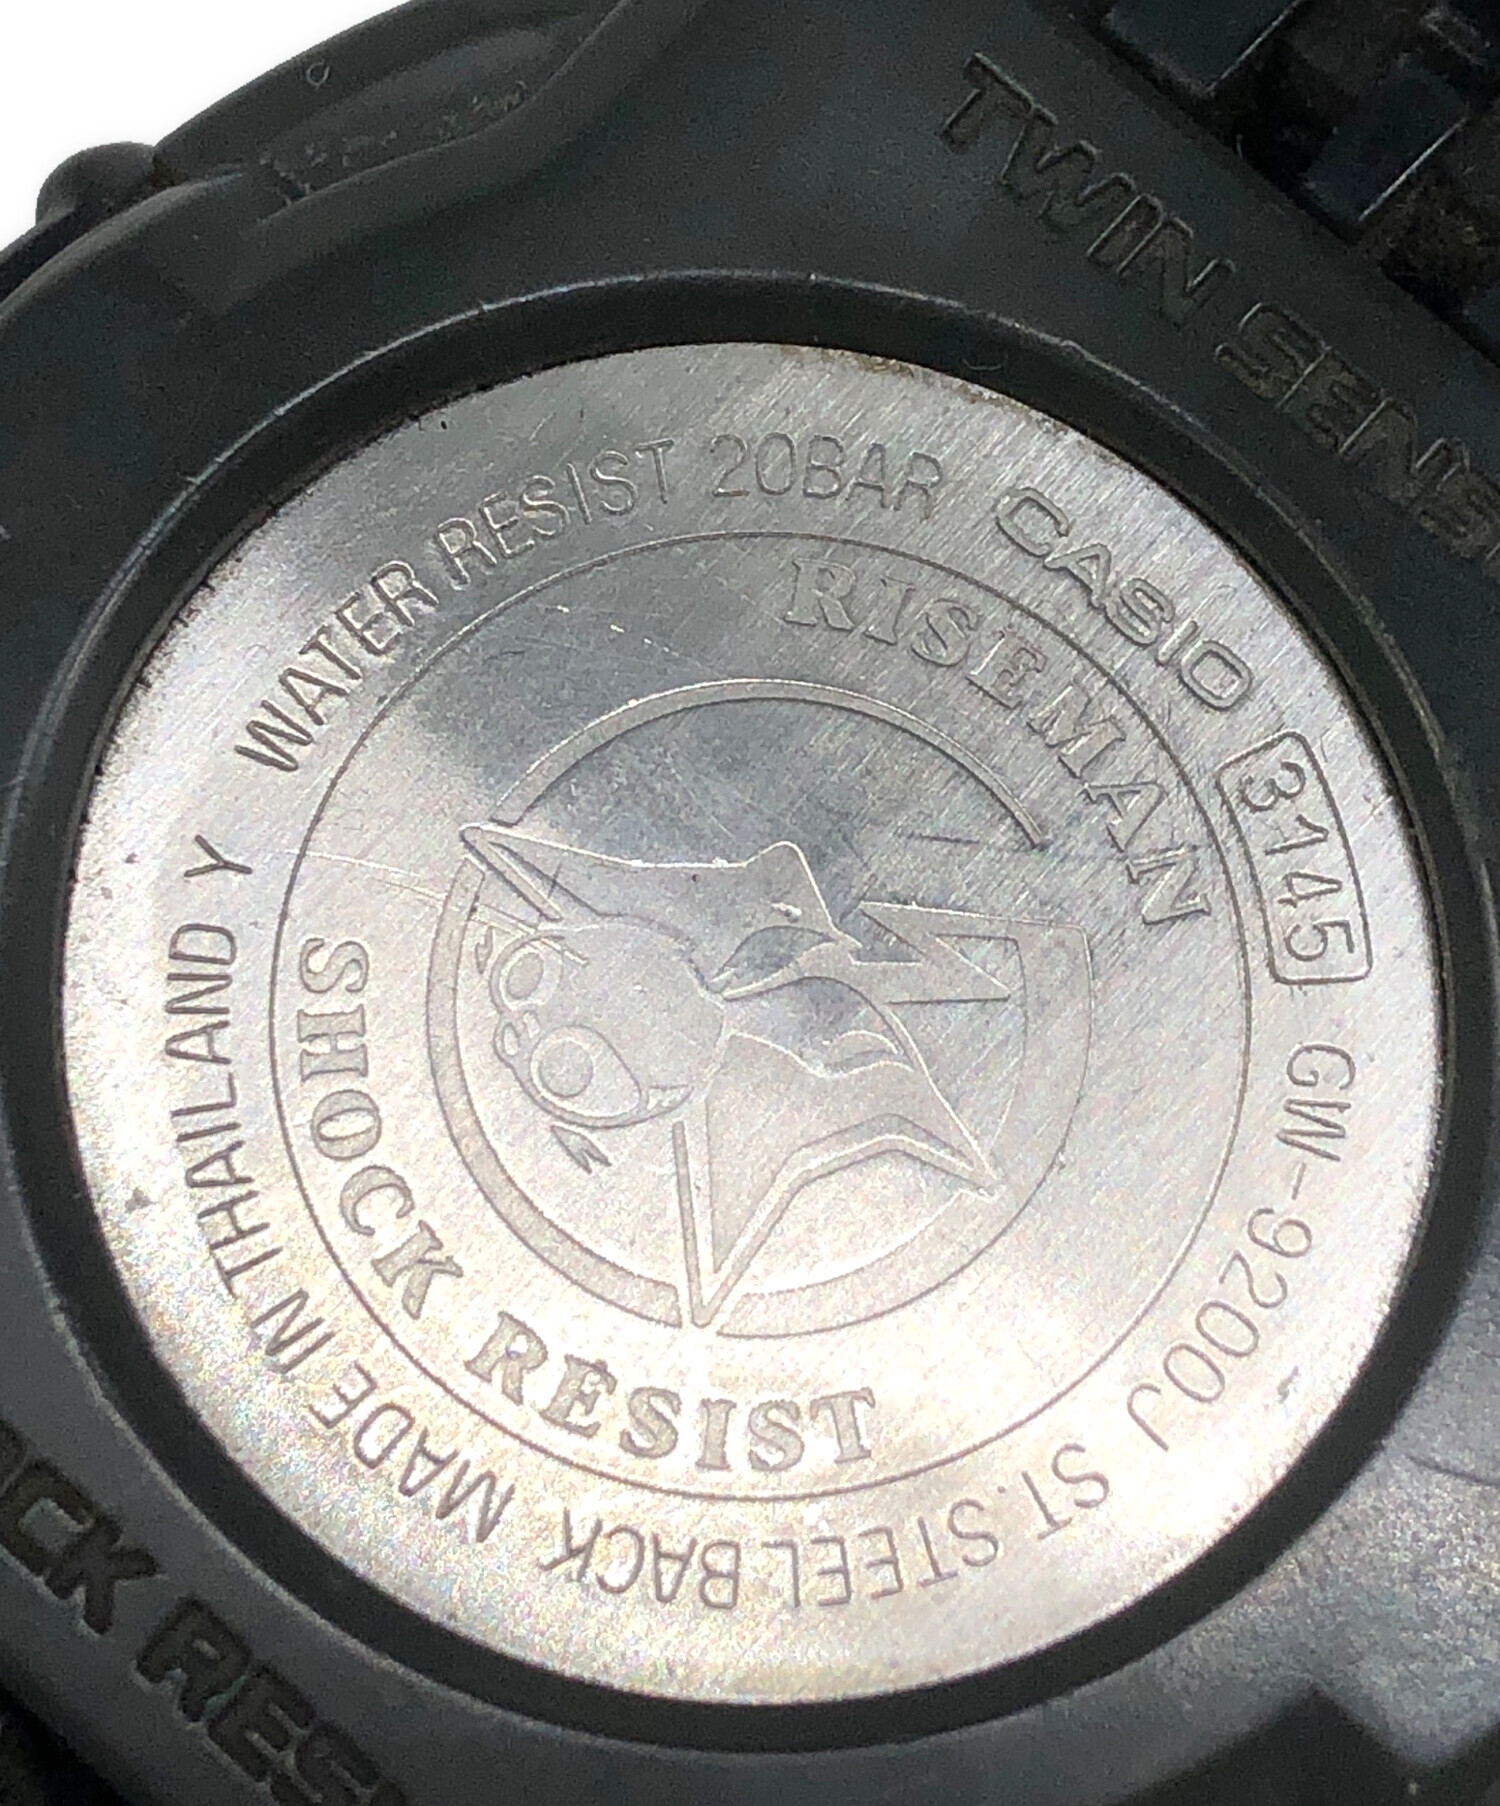 TWIN SENS
WATER RESIST 20BAR CASIO 3145 GW-9200J ST. STEEL BACK MADE IN THAILAND Y
RISEMAN
SHOCK RESIST
OCK RES